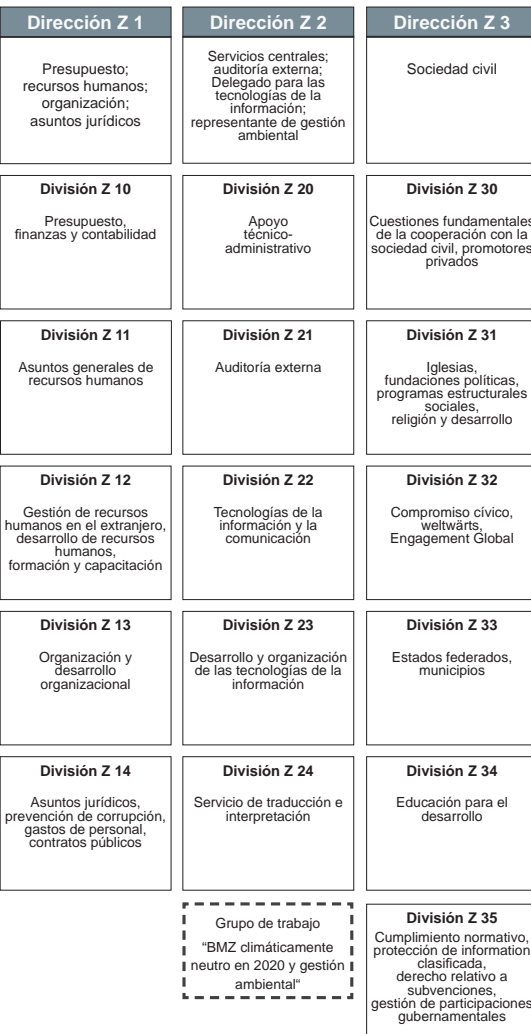 Dirección Z 1
Presupuesto;
recursos humanos;
organización;
asuntos jurídicos
División Z 10
Presupuesto,
finanzas y contabilidad
División Z 11
Asuntos generales de
recursos humanos
División Z 12
Gestión de recursos
humanos en el extranjero,
desarrollo de recursos
humanos,
formación y capacitación
División Z 13
Organización y
desarrollo
organizacional
División Z 14
Asuntos jurídicos,
prevención de corrupción,
gastos de personal,
contratos públicos
Dirección Z 2
Servicios centrales;
auditoría externa;
Delegado para las
tecnologías de la
información;
representante de gestión
ambiental
División Z 20
Apoyo
técnico-
administrativo
División Z 21
Auditoría externa
División Z 22
Tecnologías de la
información y la
comunicación
División Z 23
Desarrollo y organización
de las tecnologías de la
información
División Z 24
Servicio de traducción e
interpretación
Grupo de trabajo
“BMZ climáticamente
neutro en 2020 y gestión
ambiental“
Dirección Z 3
Sociedad civil
División Z 30
Cuestiones fundamentales
de la cooperación con la
sociedad civil, promotores
privados
División Z 31
Iglesias,
fundaciones políticas,
programas estructurales
sociales,
religión y desarrollo
División Z 32
Compromiso cívico,
weltwärts,
Engagement Global
División Z 33
Estados federados,
municipios
División Z 34
Educación para el
desarrollo
División Z 35
Cumplimiento normativo,
protección de information
clasificada,
derecho relativo a
subvenciones,
gestión de participaciones
gubernamentales